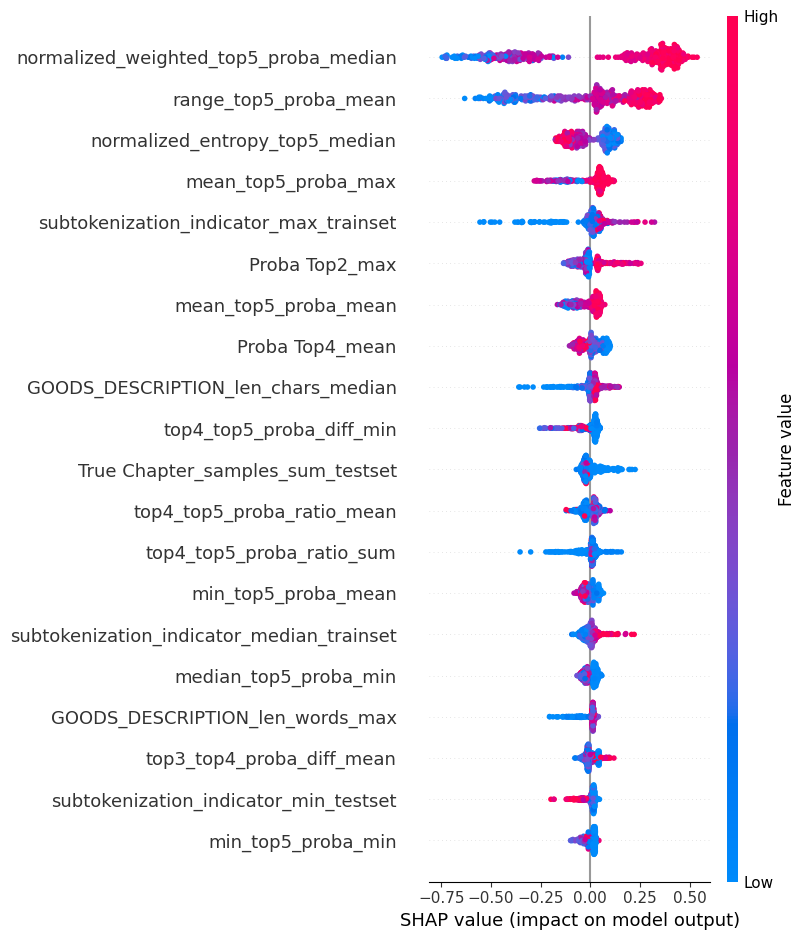 High
normalized_weighted_top5_proba_median
range_top5_proba_mean
normalized_entropy_top5_median
mean_top5_proba_max
subtokenization_indicator_max_trainset
Proba Top2_max
mean_top5_proba_mean
Proba Top4_mean
GOODS_DESCRIPTION_len_chars_median
top4_top5_proba_diff_min
True Chapter_samples_sum_testset
top4_top5_proba_ratio_mean
top4_top5_proba_ratio_sum
min_top5_proba_mean
subtokenization_indicator_median_trainset
median_top5_proba_min
GOODS_DESCRIPTION_len_words_max
top3_top4_proba_diff_mean
subtokenization_indicator_min_testset
min_top5_proba_min
Feature value
Low
−0.75 −0.50 −0.25 0.00 0.25 0.50
SHAP value (impact on model output)